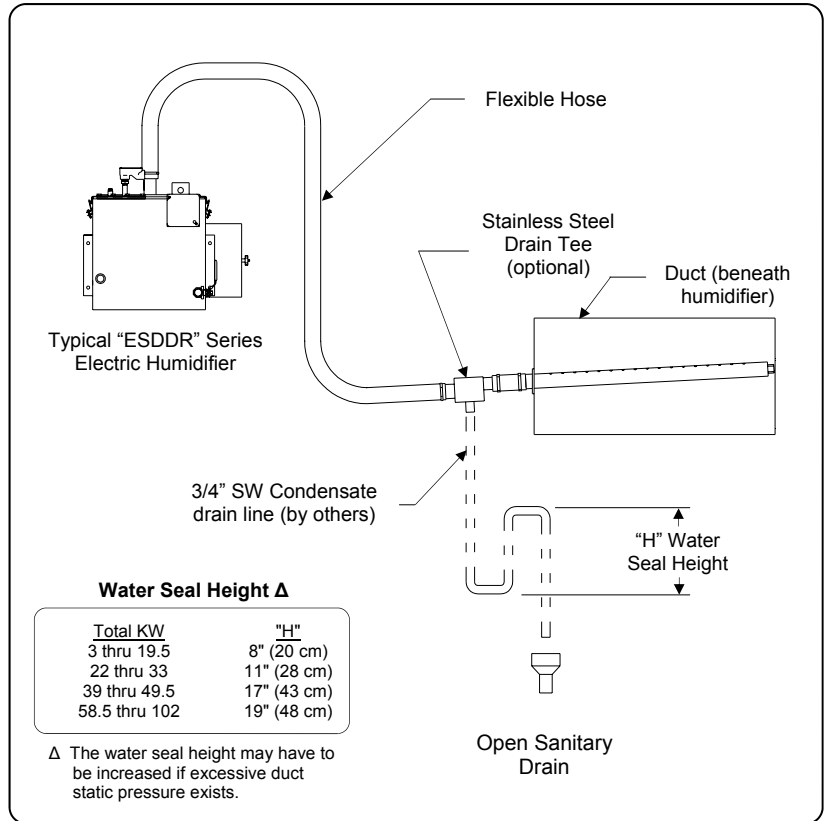 Flexible Hose
Stainless Steel
Drain Tee
(optional)
Duct (beneath
humidifier)
Typical “ESDDR” Series
Electric Humidifier
3/4” SW Condensate
drain line (by others)
“H” Water
Seal Height
Water Seal Height Δ
Total KW "H"
3 thru 19.5 8" (20 cm)
22 thru 33 11" (28 cm)
39 thru 49.5 17" (43 cm)
58.5 thru 102 19" (48 cm)
Δ The water seal height may have to
be increased if excessive duct
static pressure exists.
Open Sanitary
Drain